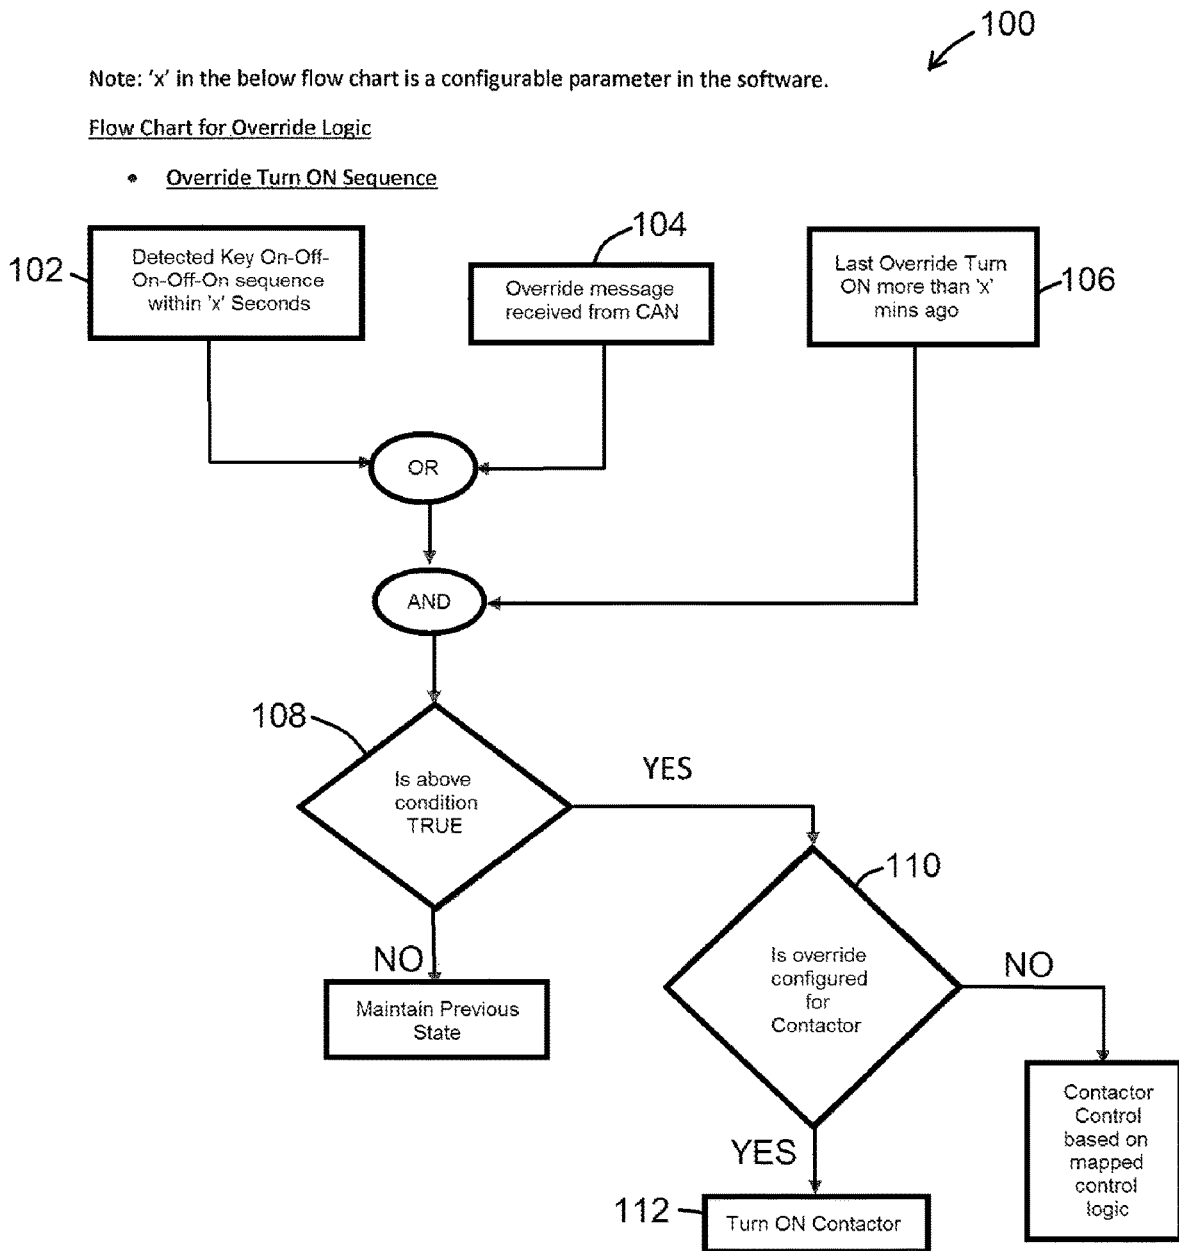 100
Note: 'x' in the below flow chart is a configurable parameter in the software.
Flow Chart for Override Logic
• Override Turn ON Sequence
102
Detected Key On-Off-
On-Off-On sequence
within 'x' Seconds
104
Override message
received from CAN
Last Override Turn
ON more than 'x'
mins ago
106
OR
AND
108
Is above
condition
TRUE
YES
NO
Maintain Previous
State
110
Is override
configured
for
Contactor
NO
Contactor
Control
based on
mapped
control
logic
YES
112
Turn ON Contactor